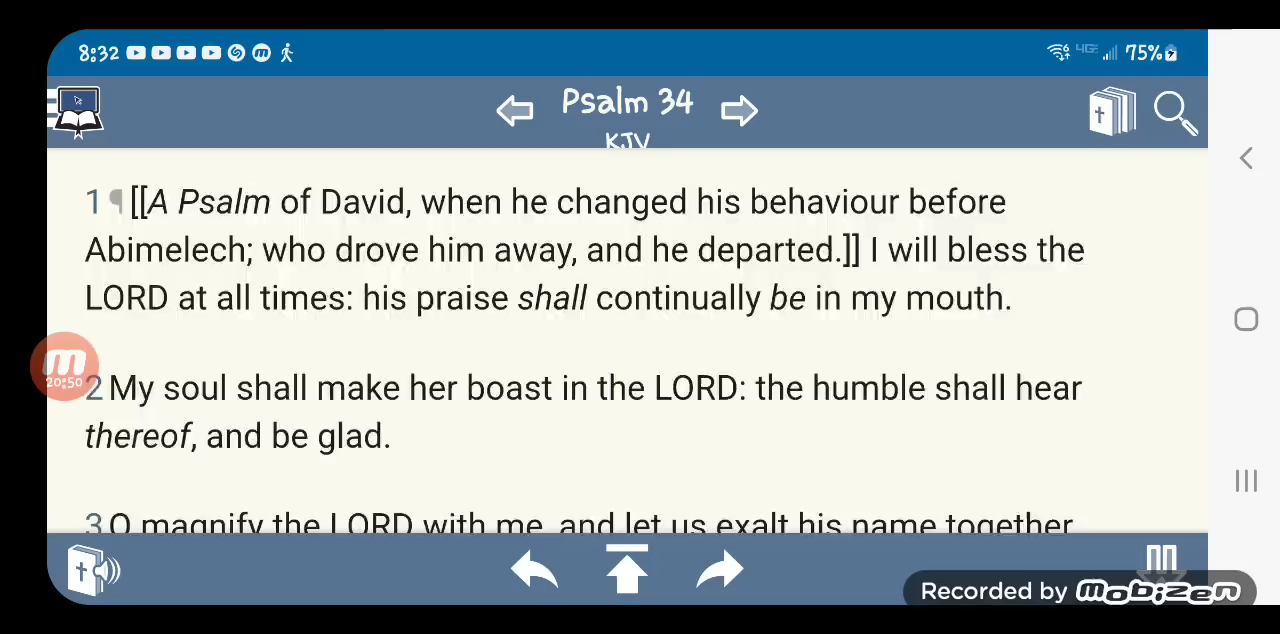 8:32 4GE 75%
Psalm 34
KJV
1 ¶ [[A Psalm of David, when he changed his behaviour before
Abimelech; who drove him away, and he departed.]] I will bless the
LORD at all times: his praise shall continually be in my mouth.
20:50
2 My soul shall make her boast in the LORD: the humble shall hear
thereof, and be glad.
3 O magnify the LORD with me, and let us exalt his name together
Recorded by mobizen